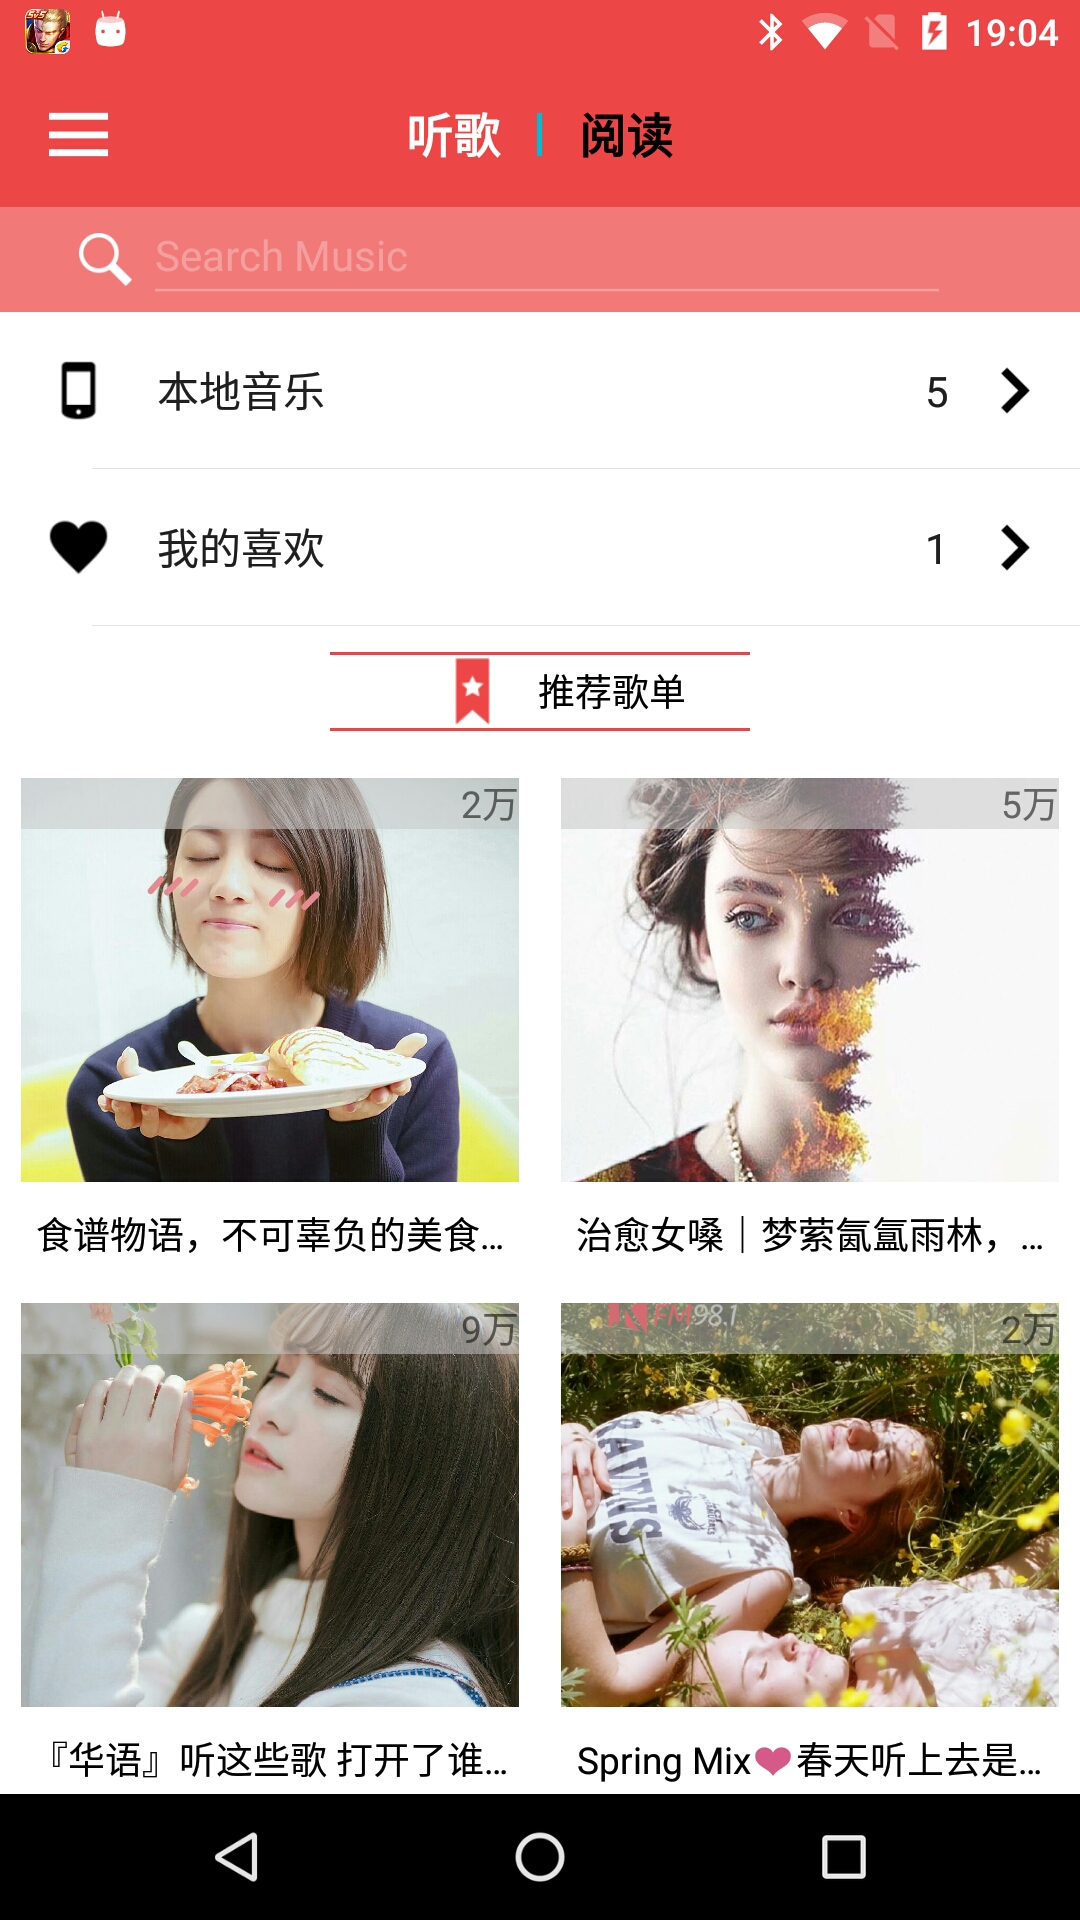 19:04
听歌 阅读
Search Music
本地音乐 5
我的喜欢 1
推荐歌单
2万
5万
食谱物语，不可辜负的美食...
治愈女嗓｜梦萦氤氲雨林，...
9万
FM98.1
2万
RAVENS
『华语』听这些歌 打开了谁...
Spring Mix💗春天听上去是...